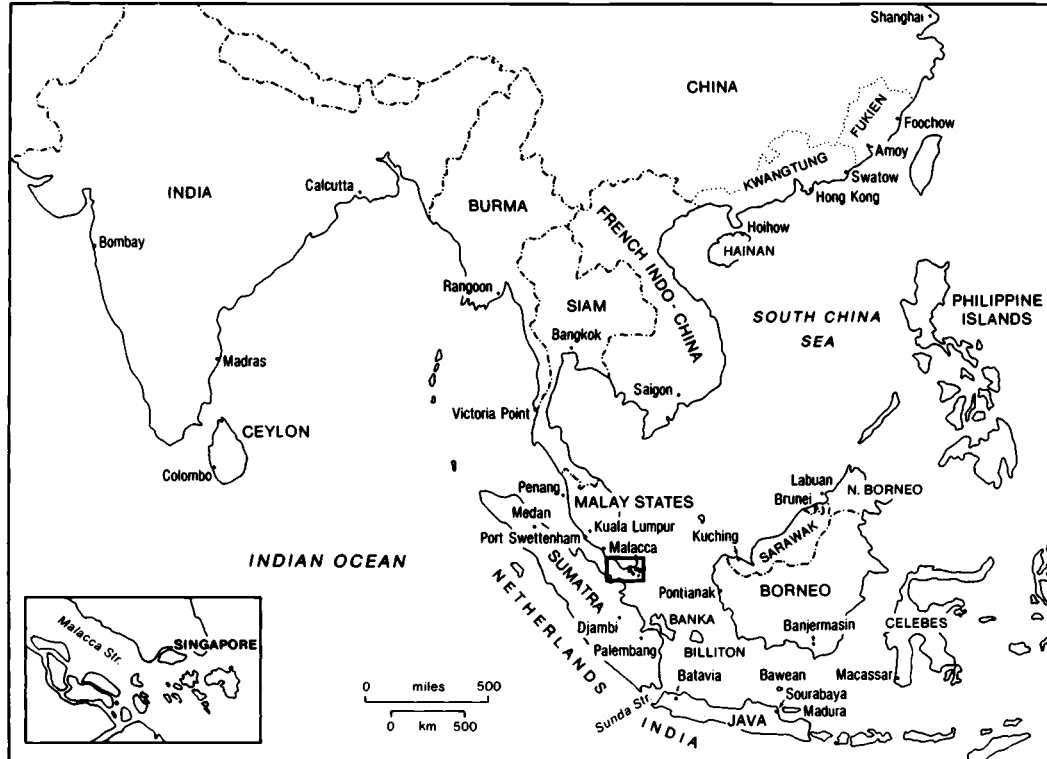 Shanghai
CHINA
FUKIEN
Foochow
Amoy
KWANGTUNG
Swatow
Hong Kong
INDIA
Calcutta
BURMA
Bombay
Hoihow
HAINAN
FRENCH INDO-CHINA
Rangoon
SIAM
Bangkok
SOUTH CHINA
SEA
PHILIPPINE
ISLANDS
Madras
Saigon
Victoria Point
CEYLON
Colombo
Penang
MALAY STATES
Labuan
Brunei
N. BORNEO
Medan
Kuala Lumpur
Kuching
Port Swettenham
Malacca
SARAWAK
INDIAN OCEAN
SUMATRA
Pontianak
BORNEO
NETHERLANDS
INDIA
BANKA
CELEBES
Djambi
Banjermasin
Palembang
BILLITON
Malacca Str.
SINGAPORE
Batavia
Bawean
Macassar
0 miles 500
0 km 500
Sunda Str.
Sourabaya
JAVA
Madura